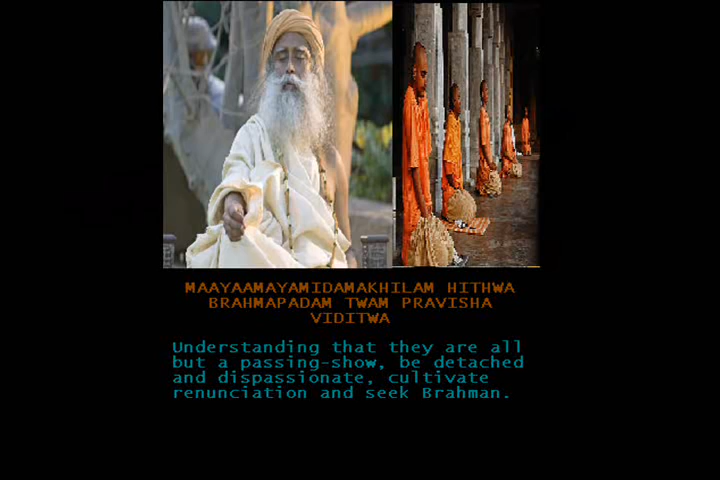 MAAYAAMAYAMIDAMAKHILAM HITHWA
BRAHMAPADAM TWAM PRAVISHA
VIDITWA
Understanding that they are all
but a passing-show, be detached
and dispassionate, cultivate
renunciation and seek Brahman.